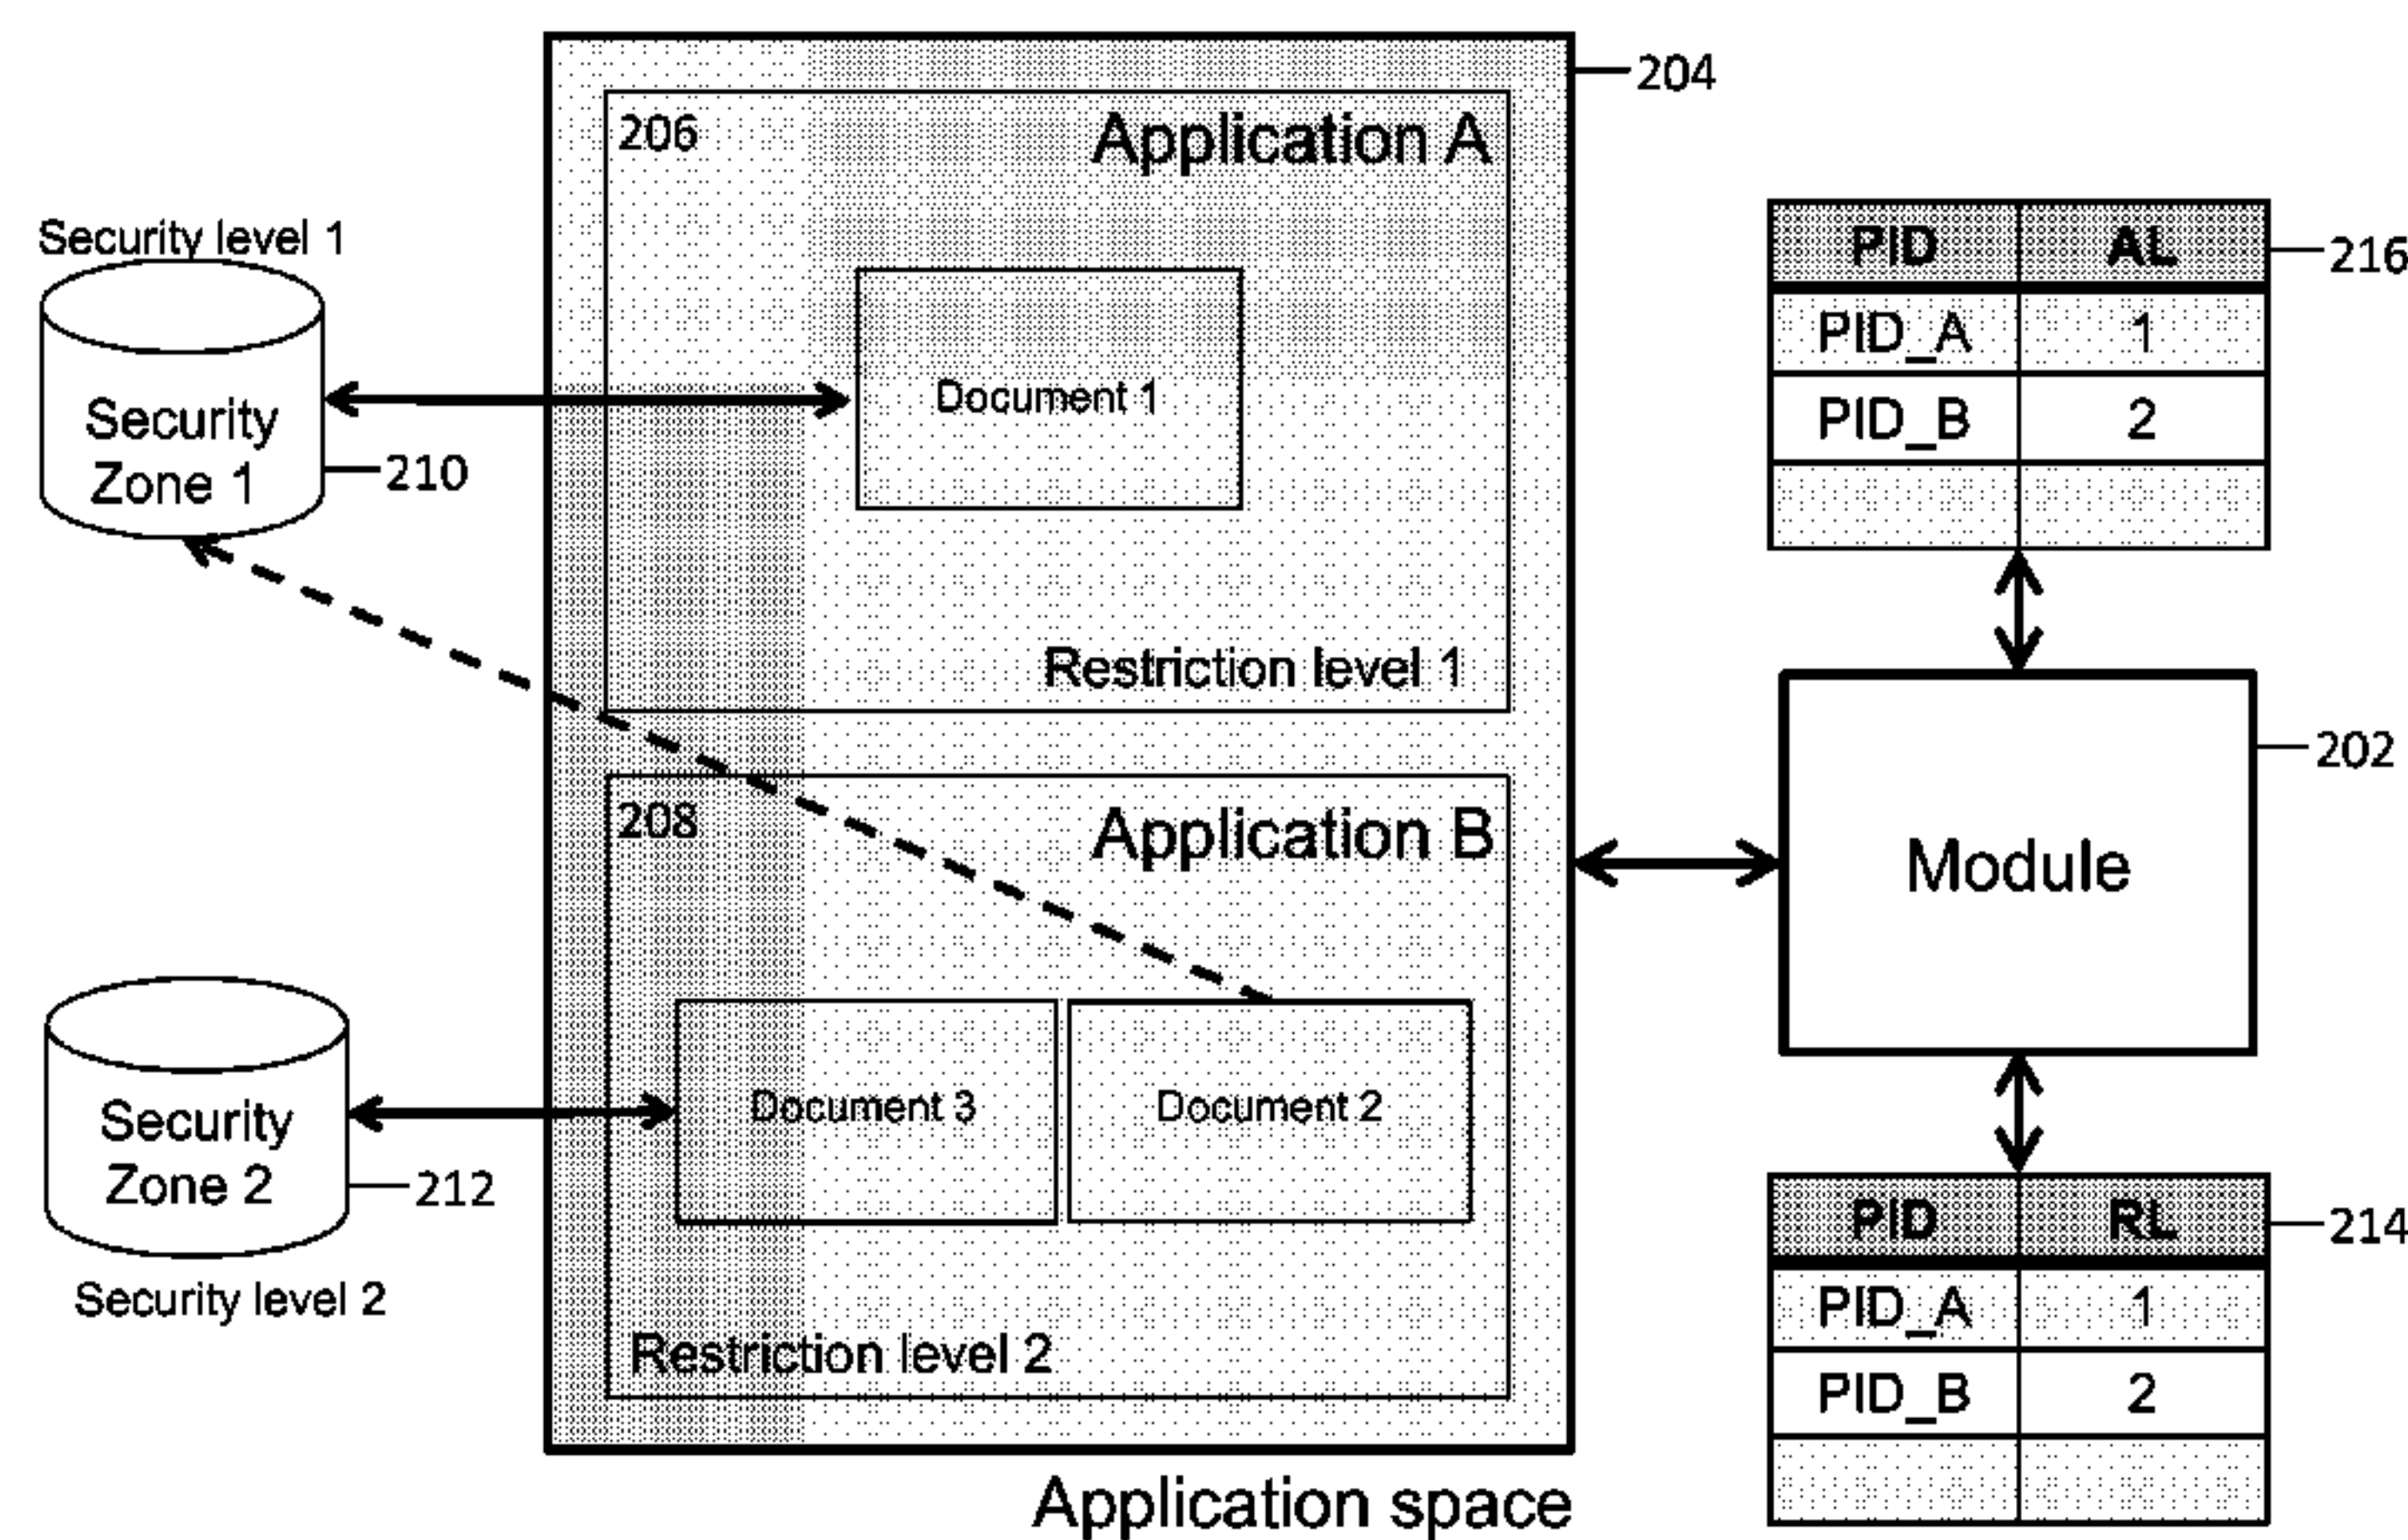 204
206
Application A
Security level 1
Security
Zone 1
210
Document 1
Restriction level 1
PID AL
216
PID_A 1
PID_B 2
202
Module
208
Application B
Security
Zone 2
212
Security level 2
Document 3
Document 2
Restriction level 2
PID RL
214
PID_A 1
PID_B 2
Application space